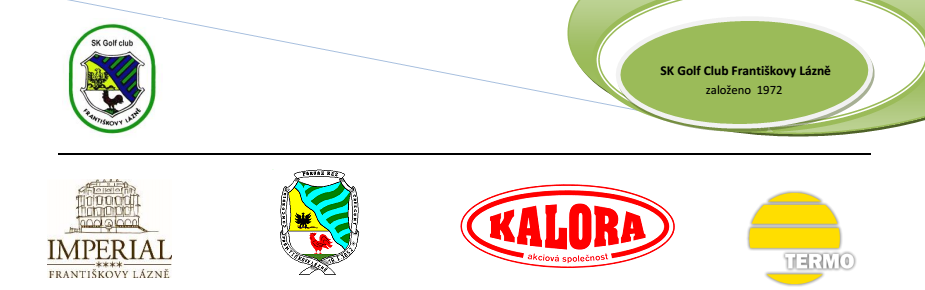 SK Golf club
FRANTIŠKOVY LÁZNĚ
SK Golf Club Františkovy Lázně
založeno 1972
IMPERIAL
FRANTIŠKOVY LÁZNĚ
KALORA
akciová společnost
TERMO